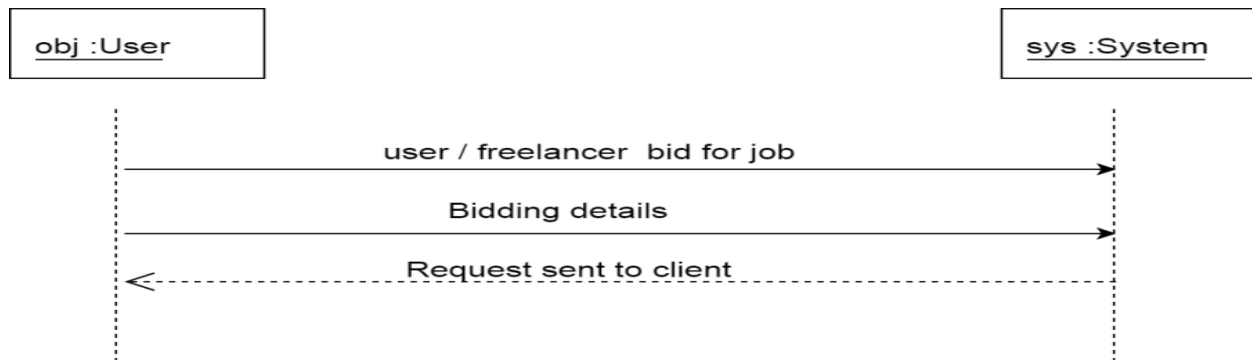 obj :User
sys :System
user / freelancer bid for job
Bidding details
Request sent to client